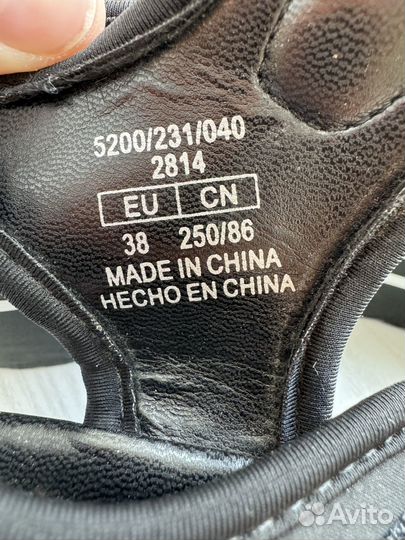 5200/231/040
2814
EU CN
38 250/86
MADE IN CHINA
HECHO EN CHINA
Avito